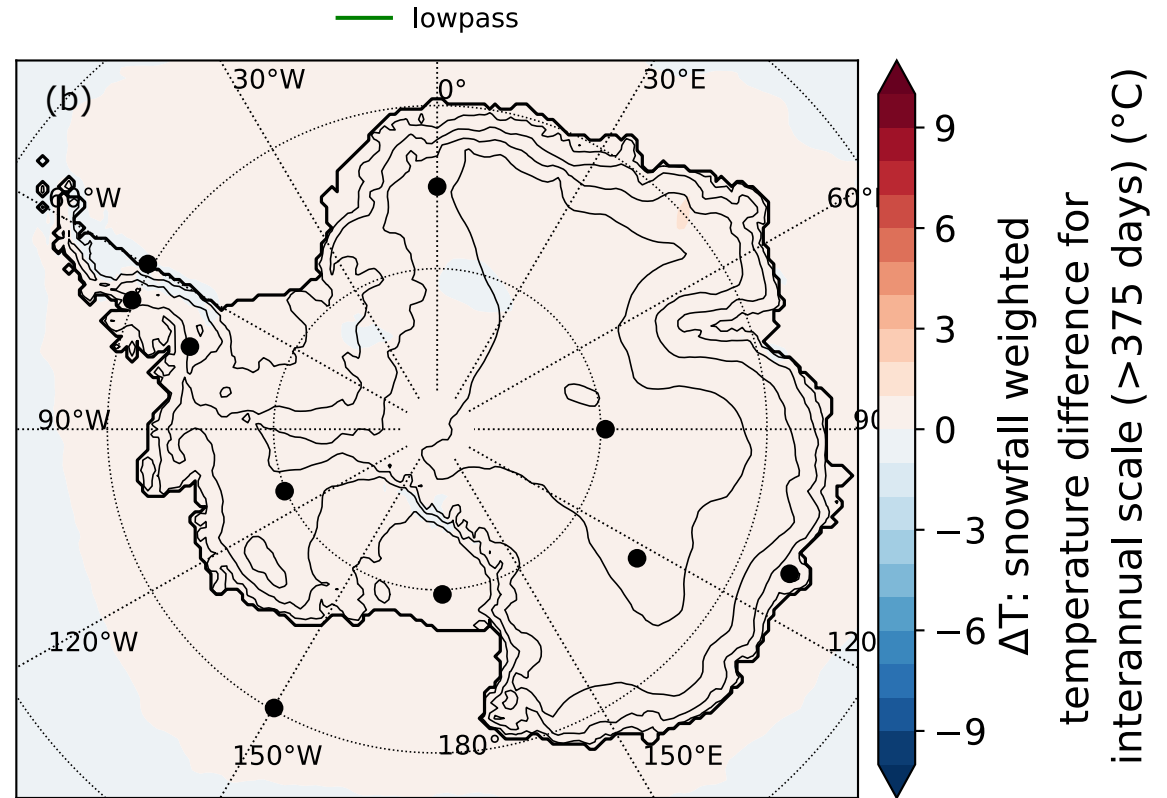 lowpass
(b)
30°W
0°
30°E
60°W
60°E
90°W
90
120°W
120
150°W
180°
150°E
9
6
3
0
−3
−6
−9
ΔT: snowfall weighted
temperature difference for
interannual scale (>375 days) (°C)